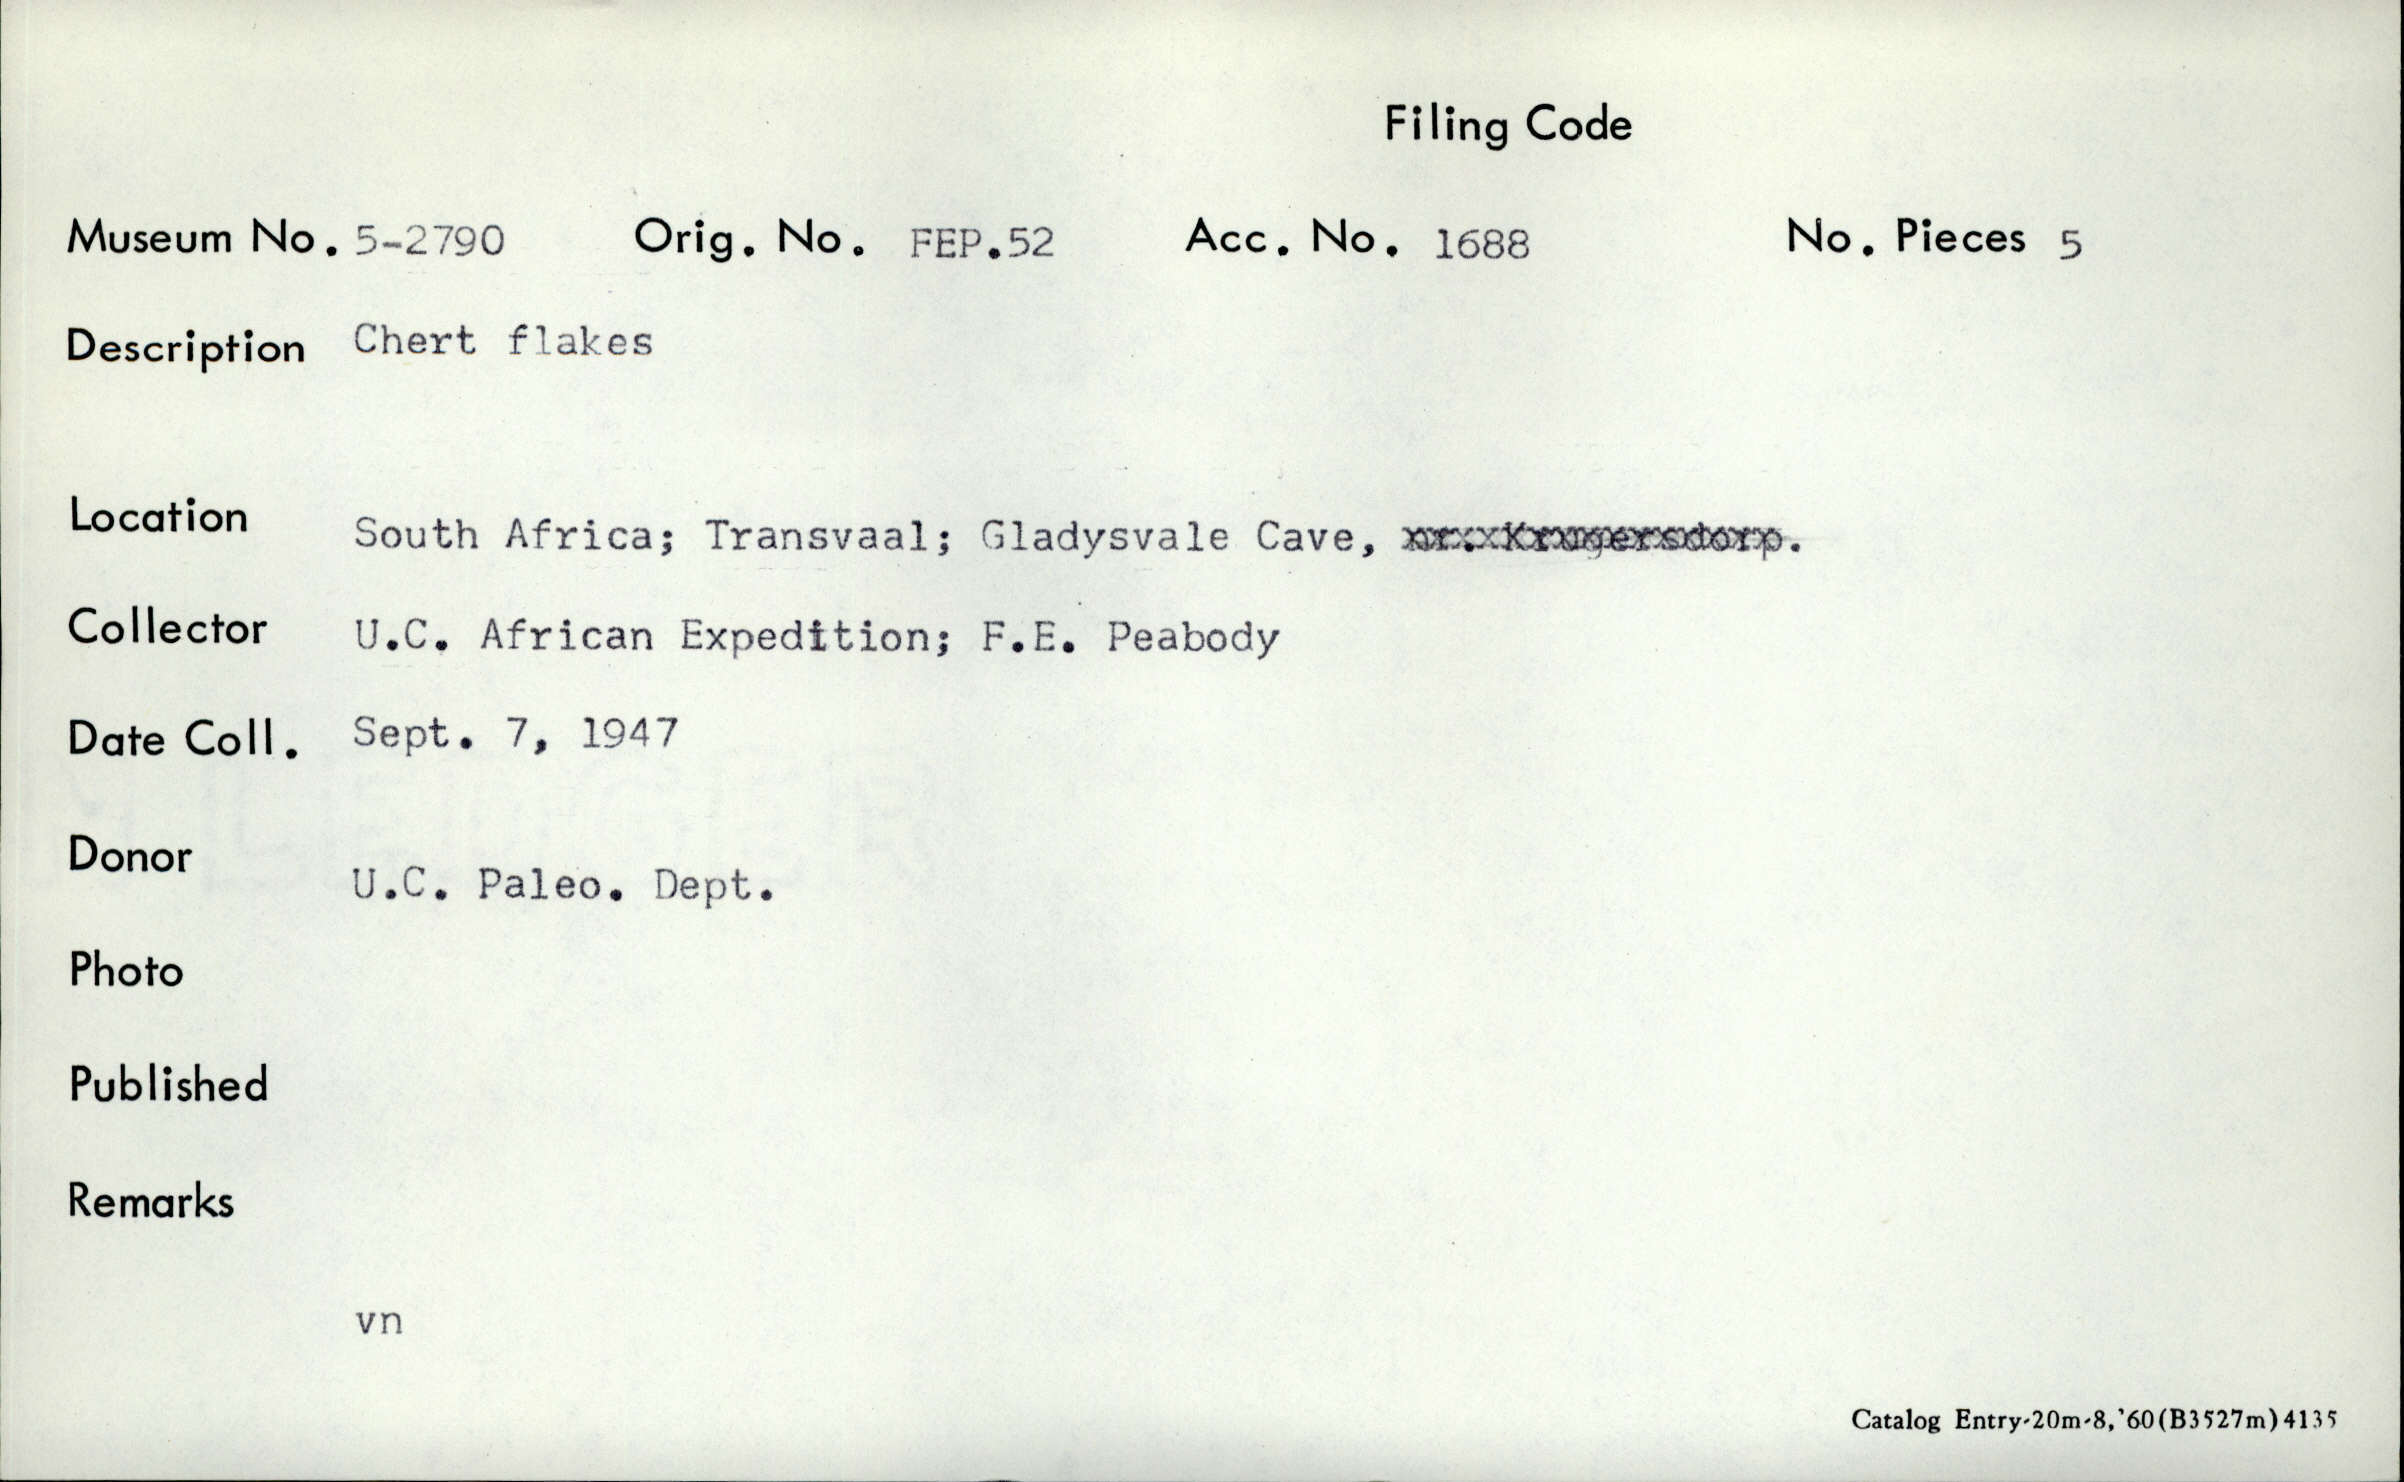 Filing Code
Museum No. 5-2790 Orig. No. FEP.52 Acc. No. 1688 No. Pieces 5
Description Chert flakes
Location South Africa; Transvaal; Gladysvale Cave, nr. Krugersdorp.
Collector U.C. African Expedition; F.E. Peabody
Date Coll. Sept. 7, 1947
Donor U.C. Paleo. Dept.
Photo
Published
Remarks
vn
Catalog Entry-20m-8,'60(B3527m)4135